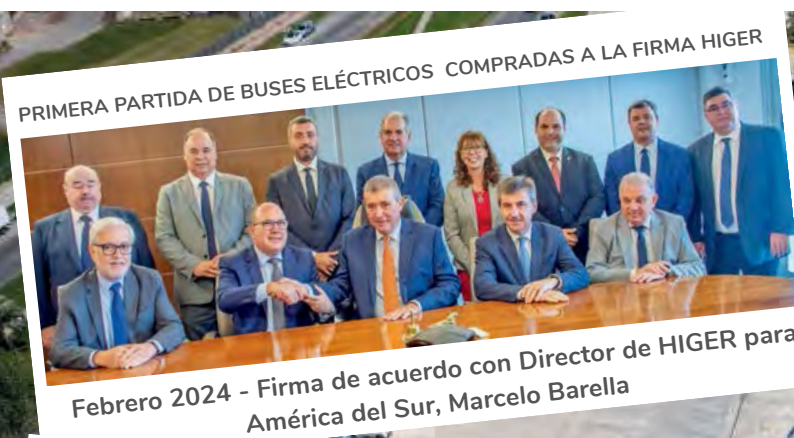 PRIMERA PARTIDA DE BUSES ELÉCTRICOS COMPRADAS A LA FIRMA HIGER
Febrero 2024 - Firma de acuerdo con Director de HIGER para
América del Sur, Marcelo Barella